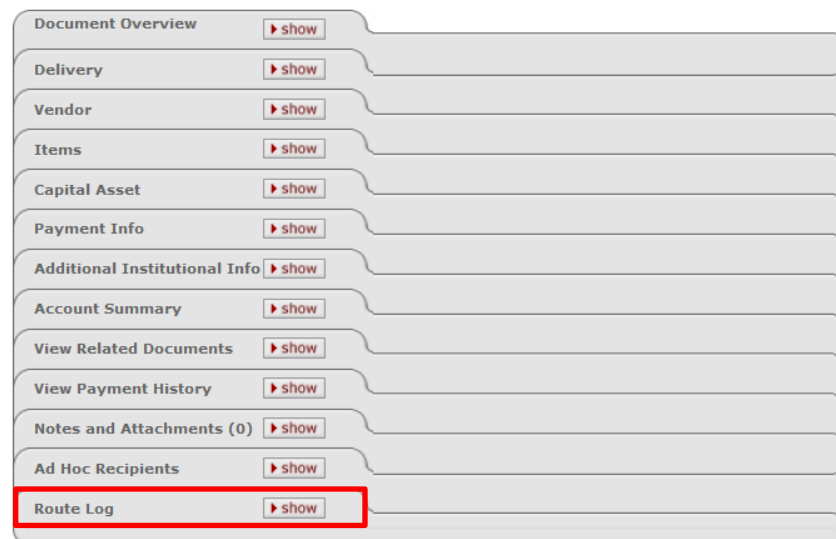 Document Overview show
Delivery show
Vendor show
Items show
Capital Asset show
Payment Info show
Additional Institutional Info show
Account Summary show
View Related Documents show
View Payment History show
Notes and Attachments (0) show
Ad Hoc Recipients show
Route Log show